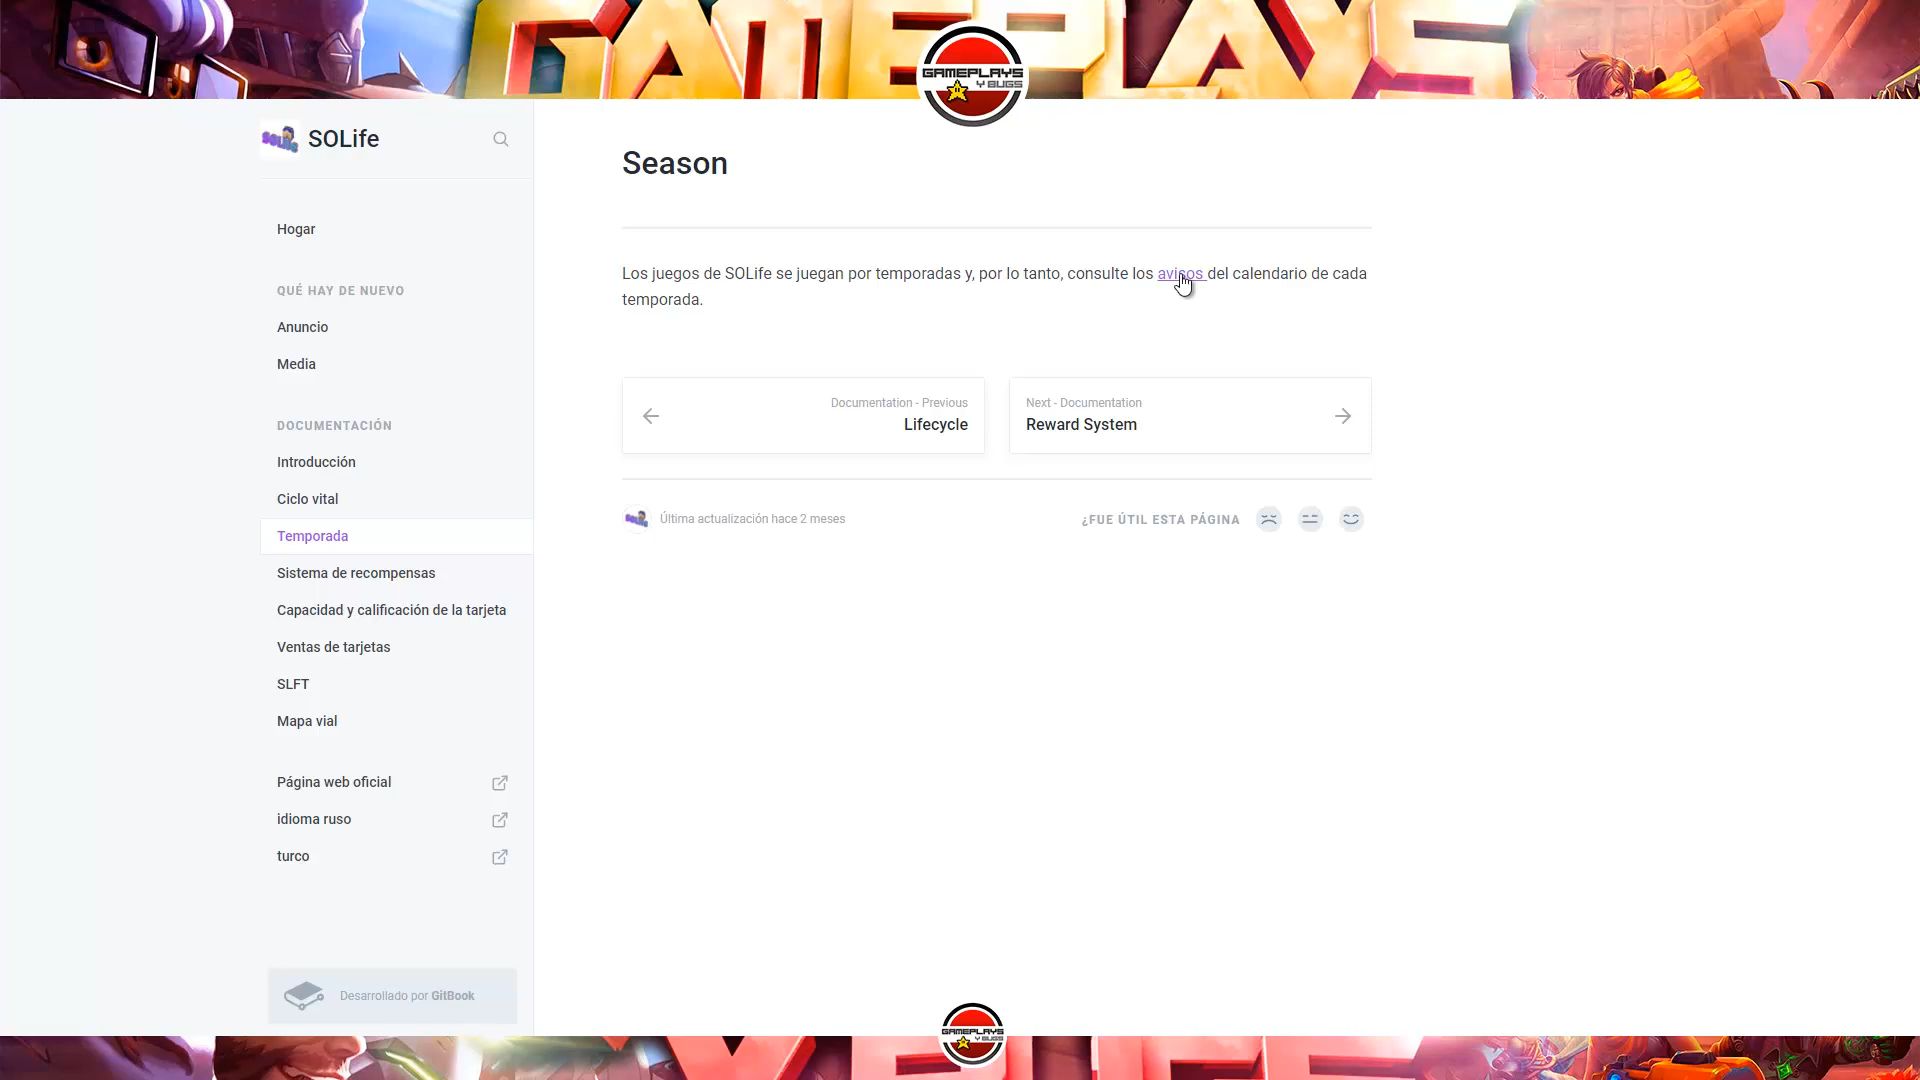 GAMEPLAYS
GAMEPLAYS
Y BUGS
SOLife
Season
Hogar
Los juegos de SOLife se juegan por temporadas y, por lo tanto, consulte los avisos del calendario de cada
temporada.
QUÉ HAY DE NUEVO
Anuncio
Media
DOCUMENTACIÓN
Introducción
Ciclo vital
Temporada
Sistema de recompensas
Capacidad y calificación de la tarjeta
Ventas de tarjetas
SLFT
Mapa vial
Página web oficial
idioma ruso
turco
Desarrollado por GitBook
Documentation - Previous
Lifecycle
Next - Documentation
Reward System
Última actualización hace 2 meses
¿FUE ÚTIL ESTA PÁGINA
GAMEPLAYS
Y BUGS